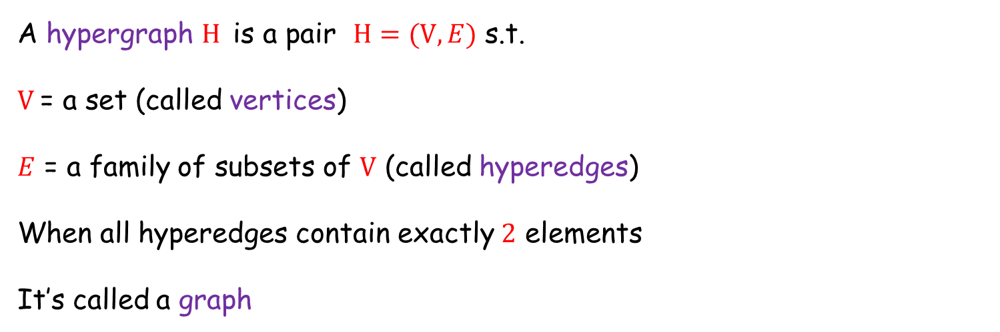 A hypergraph H is a pair H = (V, E) s.t.
V = a set (called vertices)
E = a family of subsets of V (called hyperedges)
When all hyperedges contain exactly 2 elements
It's called a graph